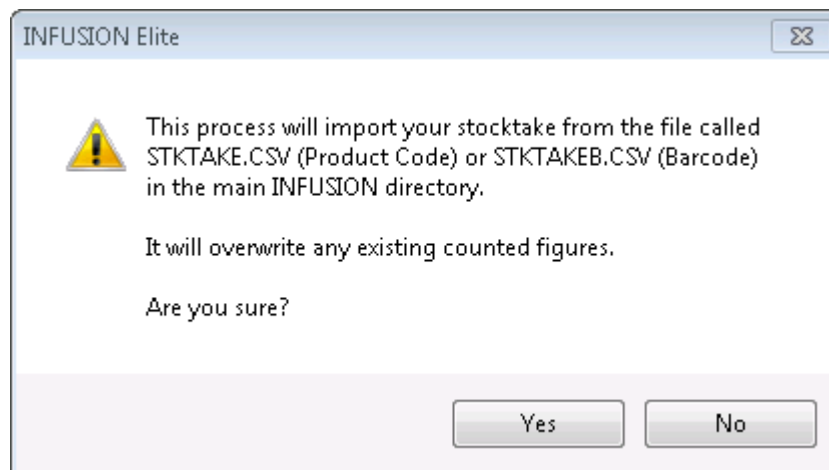 INFUSION Elite
This process will import your stocktake from the file called
STKTAKE.CSV (Product Code) or STKTAKEB.CSV (Barcode)
in the main INFUSION directory.
It will overwrite any existing counted figures.
Are you sure?
Yes
No